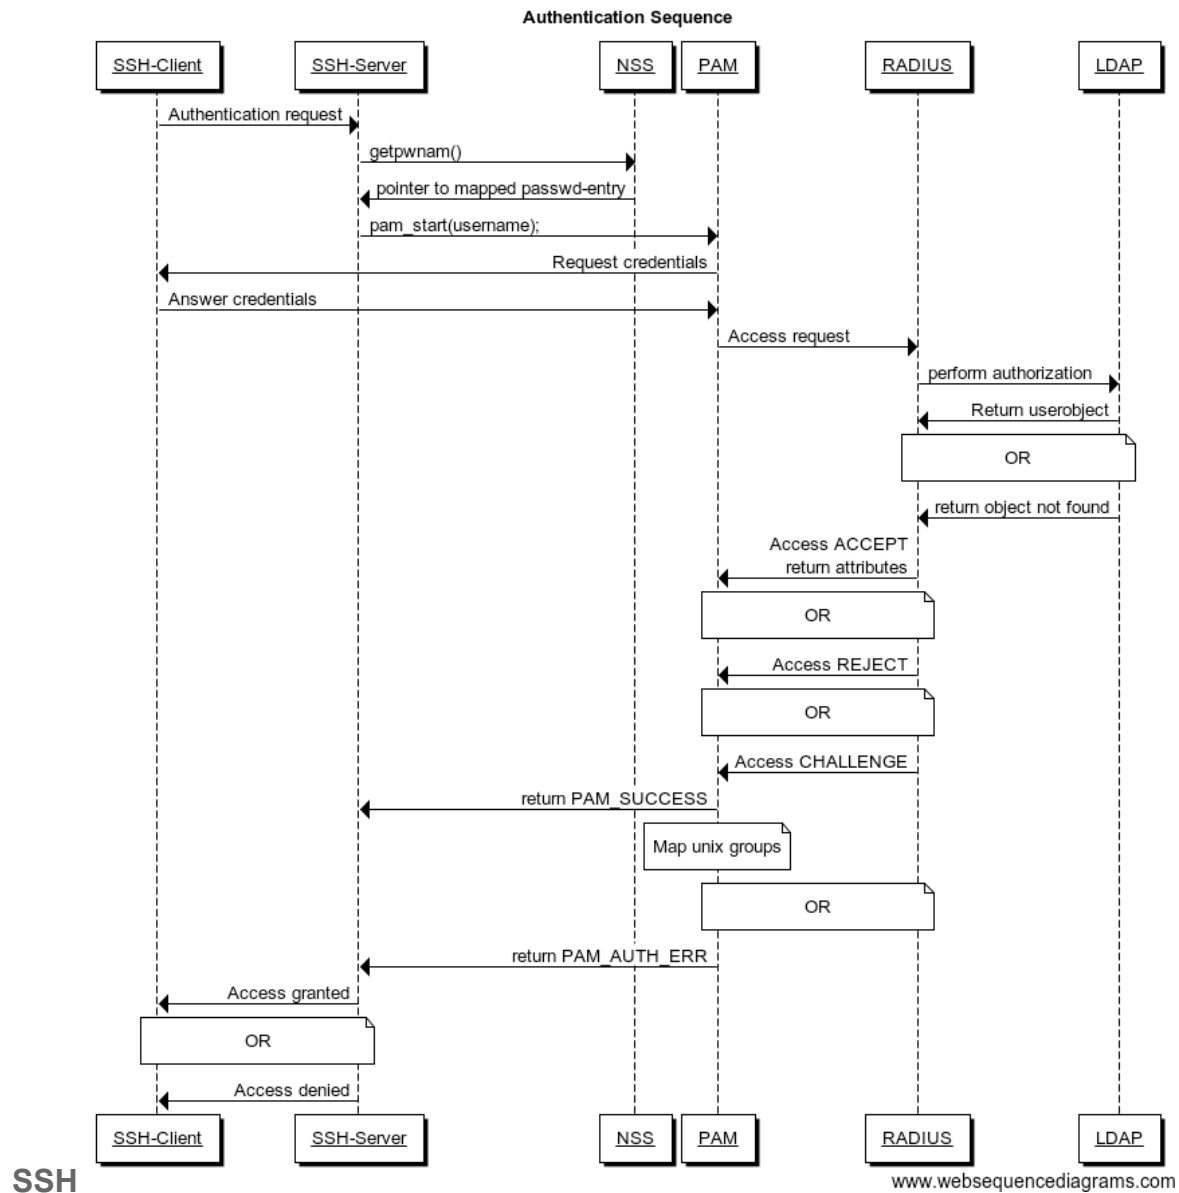 Authentication Sequence
SSH-Client SSH-Server NSS PAM RADIUS LDAP
Authentication request
getpwnam()
pointer to mapped passwd-entry
pam_start(username);
Request credentials
Answer credentials
Access request
perform authorization
Return userobject
OR
return object not found
Access ACCEPT
return attributes
OR
Access REJECT
OR
Access CHALLENGE
return PAM_SUCCESS
Map unix groups
OR
return PAM_AUTH_ERR
Access granted
OR
Access denied
SSH-Client SSH-Server NSS PAM RADIUS LDAP
SSH
www.websequencediagrams.com